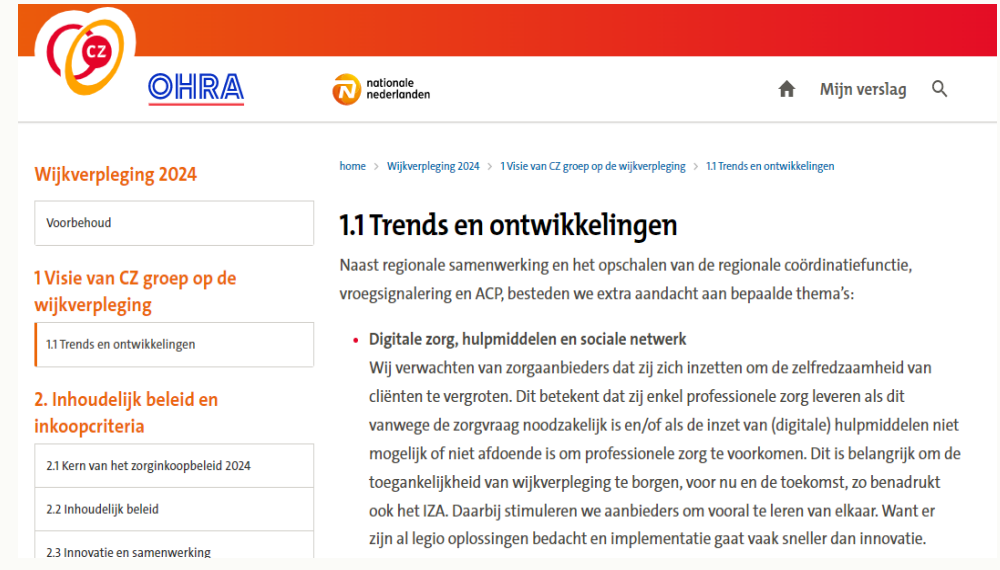 CZ
OHRA
nationale
nederlanden
Mijn verslag
Wijkverpleging 2024
Voorbehoud
1 Visie van CZ groep op de
wijkverpleging
1.1 Trends en ontwikkelingen
2. Inhoudelijk beleid en
inkoopcriteria
2.1 Kern van het zorginkoopbeleid 2024
2.2 Inhoudelijk beleid
2.3 Innovatie en samenwerking
home > Wijkverpleging 2024 > 1 Visie van CZ groep op de wijkverpleging > 1.1 Trends en ontwikkelingen
1.1 Trends en ontwikkelingen
Naast regionale samenwerking en het opschalen van de regionale coördinatiefunctie,
vroegsignalering en ACP, besteden we extra aandacht aan bepaalde thema's:
• Digitale zorg, hulpmiddelen en sociale netwerk
Wij verwachten van zorgaanbieders dat zij zich inzetten om de zelfredzaamheid van
cliënten te vergroten. Dit betekent dat zij enkel professionele zorg leveren als dit
vanwege de zorgvraag noodzakelijk is en/of als de inzet van (digitale) hulpmiddelen niet
mogelijk of niet afdoende is om professionele zorg te voorkomen. Dit is belangrijk om de
toegankelijkheid van wijkverpleging te borgen, voor nu en de toekomst, zo benadrukt
ook het IZA. Daarbij stimuleren we aanbieders om vooral te leren van elkaar. Want er
zijn al legio oplossingen bedacht en implementatie gaat vaak sneller dan innovatie.